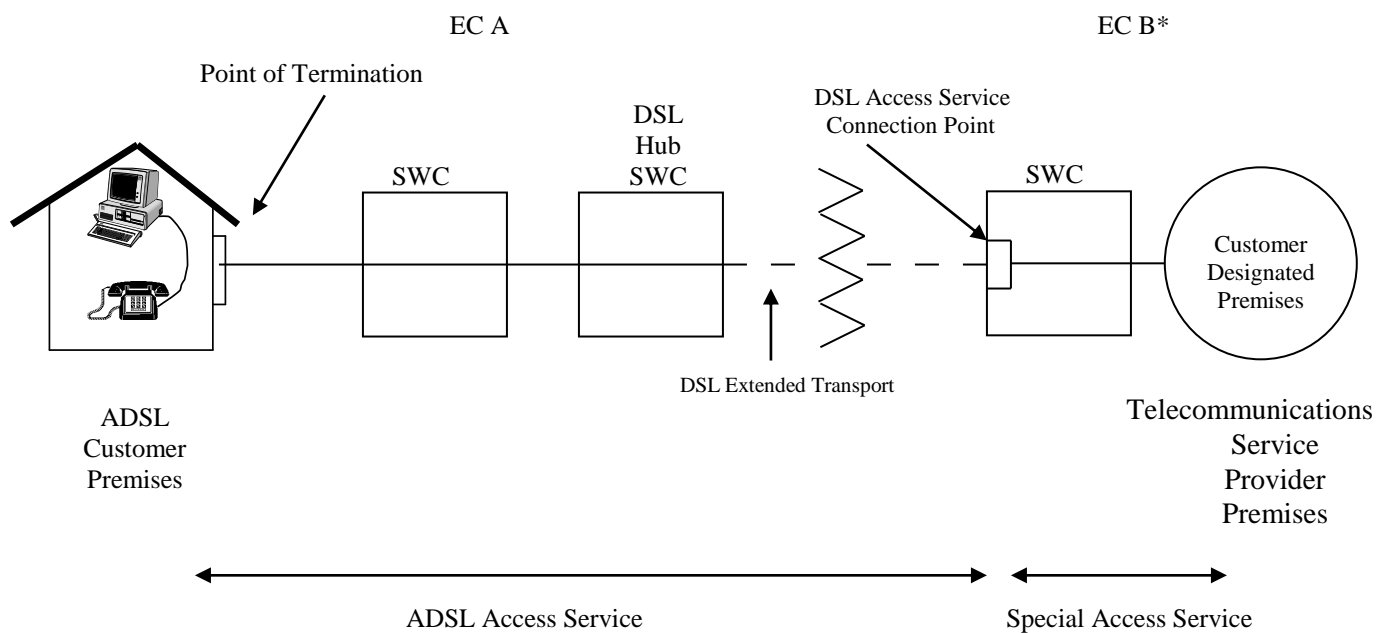 EC A
EC B*
Point of Termination
DSL Access Service
Connection Point
DSL
Hub
SWC
SWC
SWC
Customer
Designated
Premises
DSL Extended Transport
ADSL
Customer
Premises
Telecommunications
Service
Provider
Premises
ADSL Access Service
Special Access Service